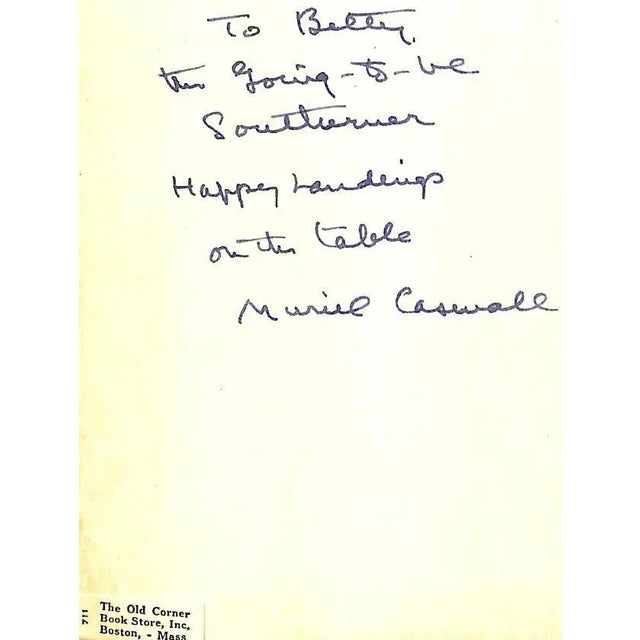 To Betty,
the Going-to-be
Southerner
Happy Landings
on the table
Muriel Caswall
711
The Old Corner
Book Store, Inc.
Boston, - Mass